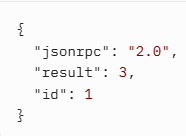 {
  "jsonrpc": "2.0",
  "result": 3,
  "id": 1
}